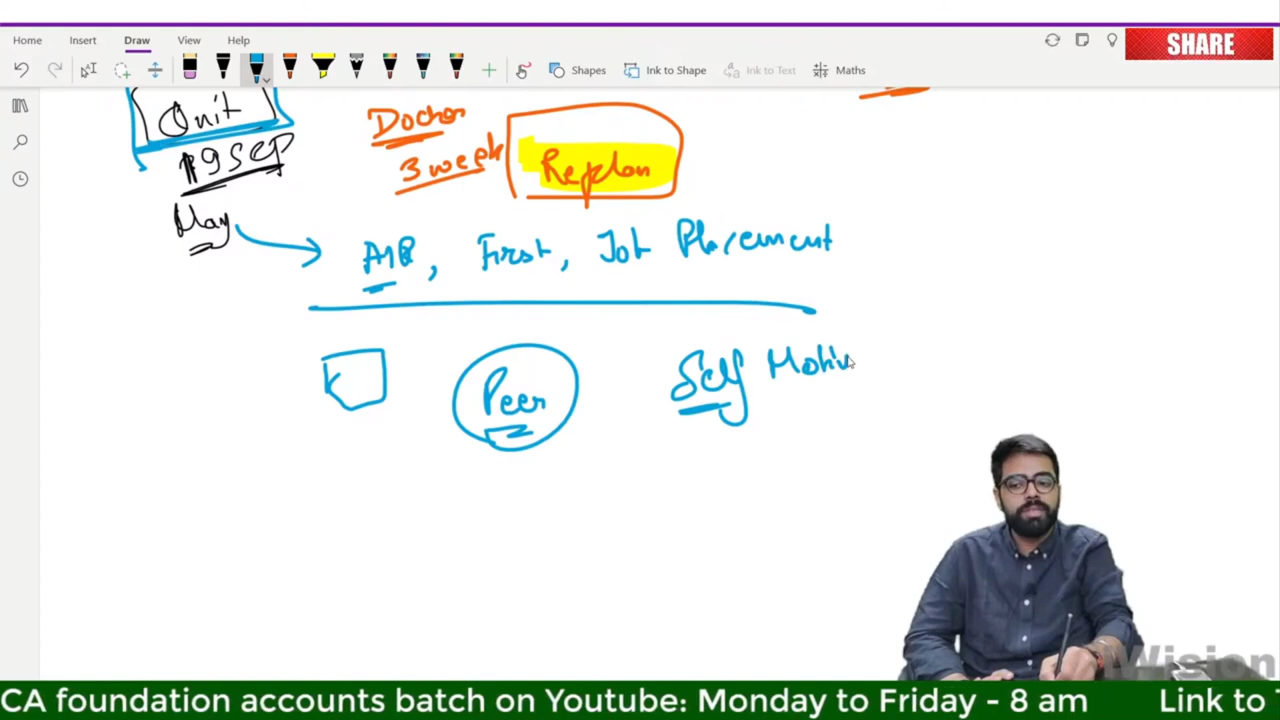 Home Insert Draw View Help
SHARE
Shapes Ink to Shape Ink to Text Maths
Quit
Doctor
19 SEP
3 week
Replan
May
AIR, First, Job Placement
Peer
Self Motiv
Wision
CA foundation accounts batch on Youtube: Monday to Friday - 8 am Link to